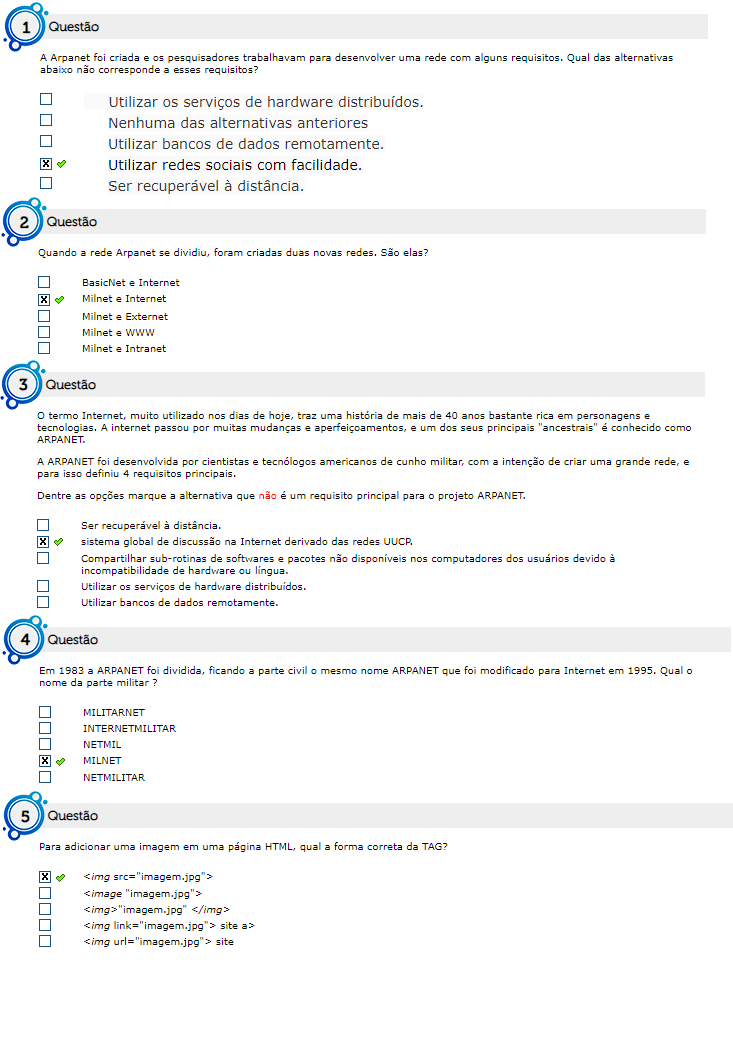 1 Questão
A Arpanet foi criada e os pesquisadores trabalhavam para desenvolver uma rede com alguns requisitos. Qual das alternativas
abaixo não corresponde a esses requisitos?
Utilizar os serviços de hardware distribuídos.
Nenhuma das alternativas anteriores
Utilizar bancos de dados remotamente.
X Utilizar redes sociais com facilidade.
Ser recuperável à distância.
2 Questão
Quando a rede Arpanet se dividiu, foram criadas duas novas redes. São elas?
BasicNet e Internet
X Milnet e Internet
Milnet e External
Milnet e WWW
Milnet e Intranet
3 Questão
O termo Internet, muito utilizado nos dias de hoje, traz uma história de mais de 40 anos bastante rica em personagens e
tecnologias. A internet passou por muitas mudanças e aperfeiçoamentos, e um dos seus principais "ancestrais" é conhecido como
ARPANET.
A ARPANET foi desenvolvida por cientistas e tecnólogos americanos de cunho militar, com a intenção de criar uma grande rede, e
para isso definiu 4 requisitos principais.
Dentre as opções marque a alternativa que não é um requisito principal para o projeto ARPANET.
Ser recuperável à distância.
X sistema global de discussão na Internet derivado das redes UUCP.
Compartilhar sub-rotinas de softwares e pacotes não disponíveis nos computadores dos usuários devido à
incompatibilidade de hardware ou língua.
Utilizar os serviços de hardware distribuídos.
Utilizar bancos de dados remotamente.
4 Questão
Em 1983 a ARPANET foi dividida, ficando a parte civil o mesmo nome ARPANET que foi modificado para Internet em 1995. Qual o
nome da parte militar ?
MILITARNET
INTERNETMILITAR
NETMIL
X MILNET
NETMILITAR
5 Questão
Para adicionar uma imagem em uma página HTML, qual a forma correta da TAG?
X <img src="imagem.jpg">
<image "imagem.jpg">
<img>"imagem.jpg" </img>
<img link="imagem.jpg"> site a>
<img url="imagem.jpg"> site